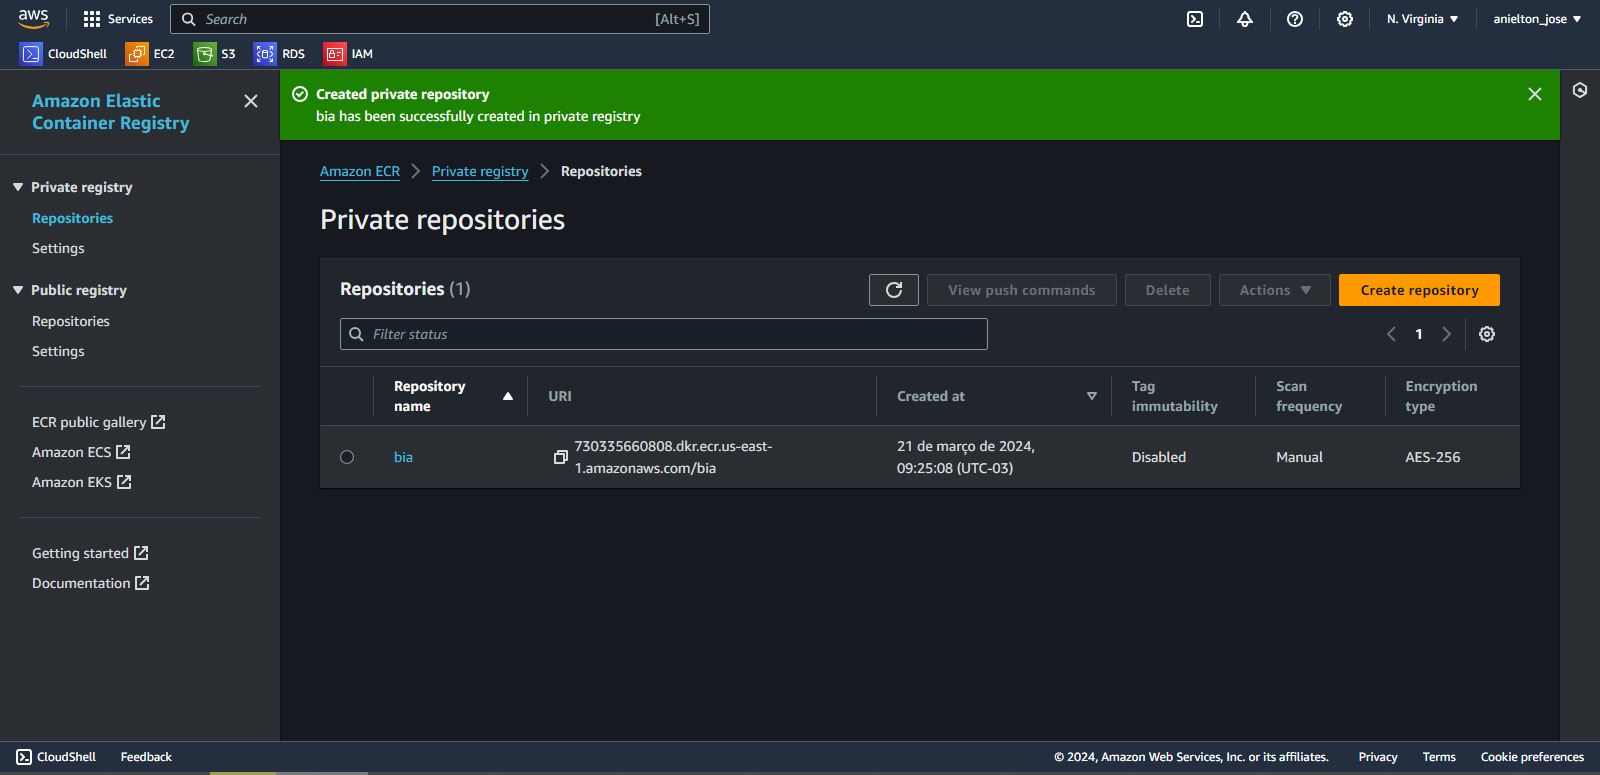 aws
Services
Search
[Alt+S]
N. Virginia
anielton_jose
CloudShell
EC2
S3
RDS
IAM
Amazon Elastic
Container Registry
Private registry
Repositories
Settings
Public registry
Repositories
Settings
ECR public gallery
Amazon ECS
Amazon EKS
Getting started
Documentation
Created private repository
bia has been successfully created in private registry
Amazon ECR
Private registry
Repositories
Private repositories
Repositories (1)
View push commands
Delete
Actions
Create repository
Filter status
1
Repository
name
URI
Created at
Tag
immutability
Scan
frequency
Encryption
type
bia
730335660808.dkr.ecr.us-east-
1.amazonaws.com/bia
21 de março de 2024,
09:25:08 (UTC-03)
Disabled
Manual
AES-256
CloudShell
Feedback
© 2024, Amazon Web Services, Inc. or its affiliates.
Privacy
Terms
Cookie preferences